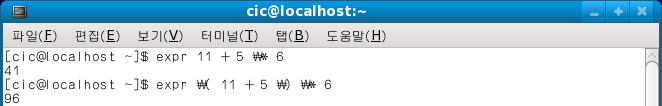 cic@localhost:~
파일(F) 편집(E) 보기(V) 터미널(T) 탭(B) 도움말(H)
[cic@localhost ~]$ expr 11 + 5 ₩* 6
41
[cic@localhost ~]$ expr ₩( 11 + 5 ₩) ₩* 6
96